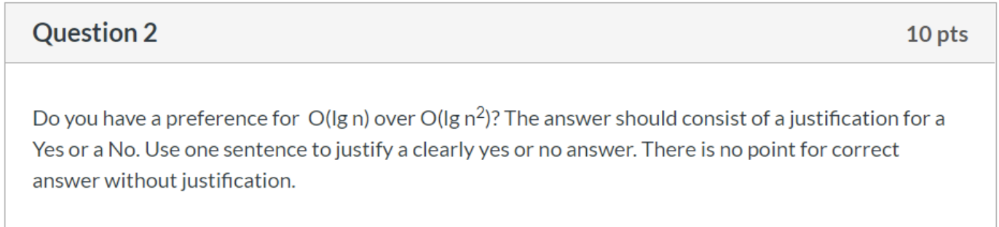 Question 2
10 pts
Do you have a preference for O(lg n) over O(lg n²)? The answer should consist of a justification for a
Yes or a No. Use one sentence to justify a clearly yes or no answer. There is no point for correct
answer without justification.